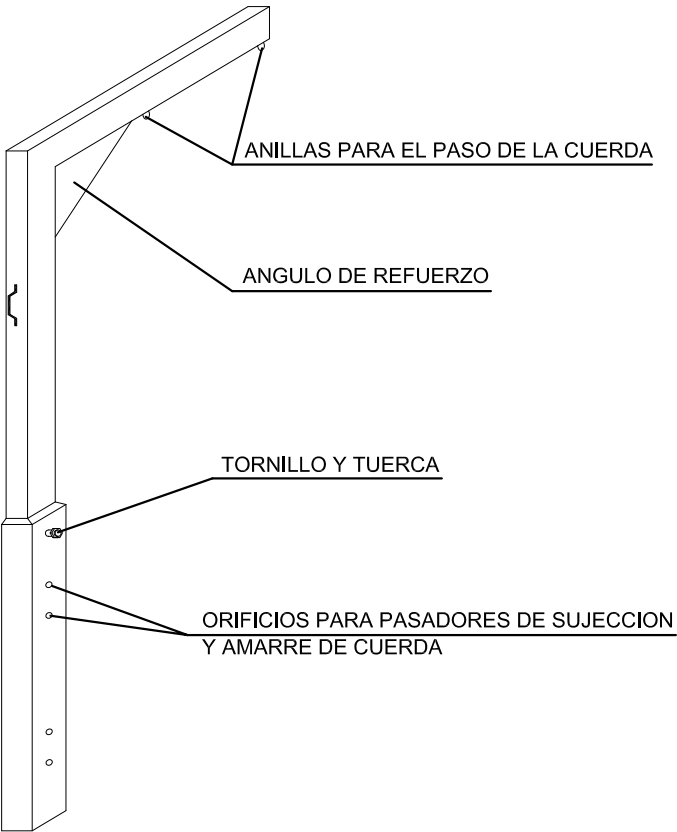 ANILLAS PARA EL PASO DE LA CUERDA
ANGULO DE REFUERZO
TORNILLO Y TUERCA
ORIFICIOS PARA PASADORES DE SUJECCION
Y AMARRE DE CUERDA